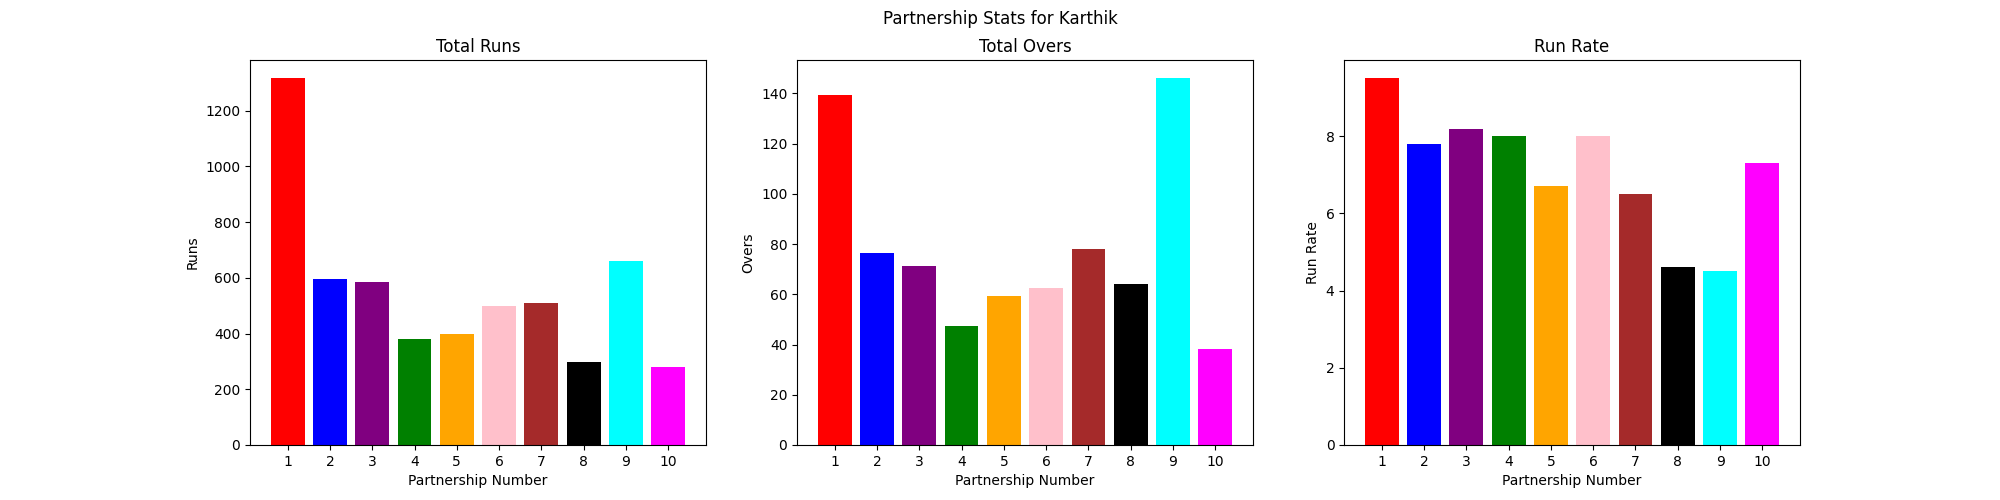 Partnership Stats for Karthik
Total Runs
Runs
1200
1000
800
600
400
200
0
1 2 3 4 5 6 7 8 9 10
Partnership Number
Total Overs
Overs
140
120
100
80
60
40
20
0
1 2 3 4 5 6 7 8 9 10
Partnership Number
Run Rate
Run Rate
8
6
4
2
0
1 2 3 4 5 6 7 8 9 10
Partnership Number